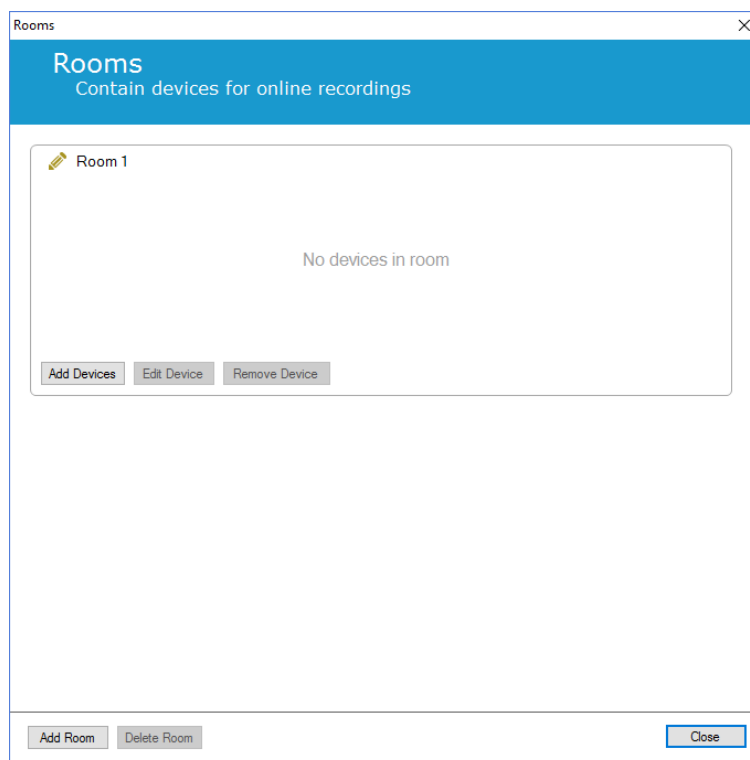 Rooms
Rooms
Contain devices for online recordings
Room 1
No devices in room
Add Devices Edit Device Remove Device
Add Room Delete Room Close